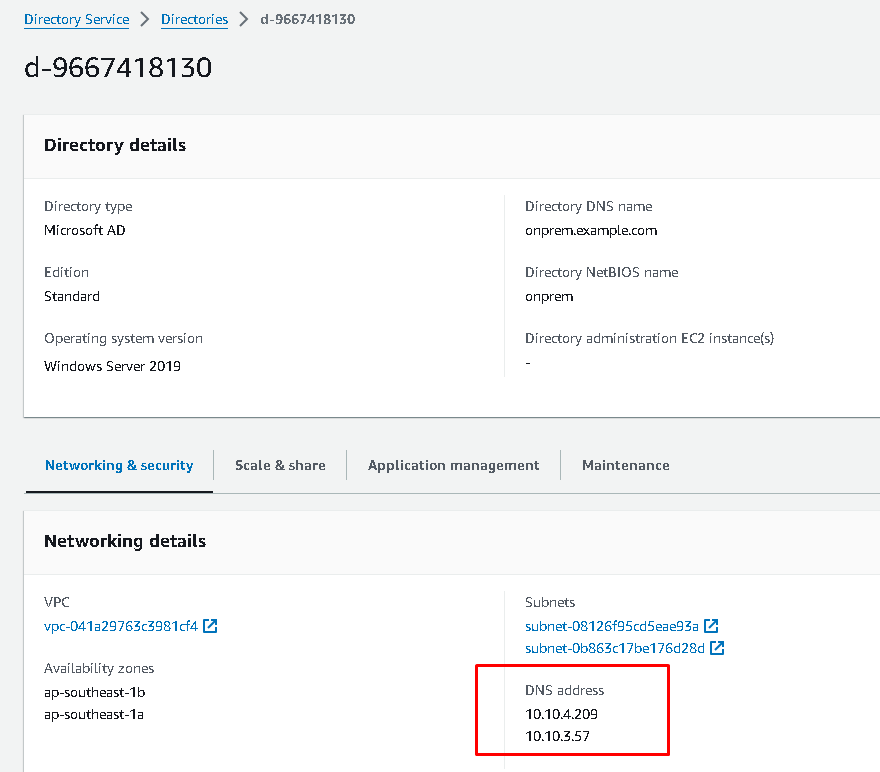 Directory Service > Directories > d-9667418130
d-9667418130
Directory details
Directory type
Microsoft AD
Edition
Standard
Operating system version
Windows Server 2019
Directory DNS name
onprem.example.com
Directory NetBIOS name
onprem
Directory administration EC2 instance(s)
-
Networking & security
Scale & share
Application management
Maintenance
Networking details
VPC
vpc-041a29763c3981cf4
Availability zones
ap-southeast-1b
ap-southeast-1a
Subnets
subnet-08126f95cd5eae93a
subnet-0b863c17be176d28d
DNS address
10.10.4.209
10.10.3.57